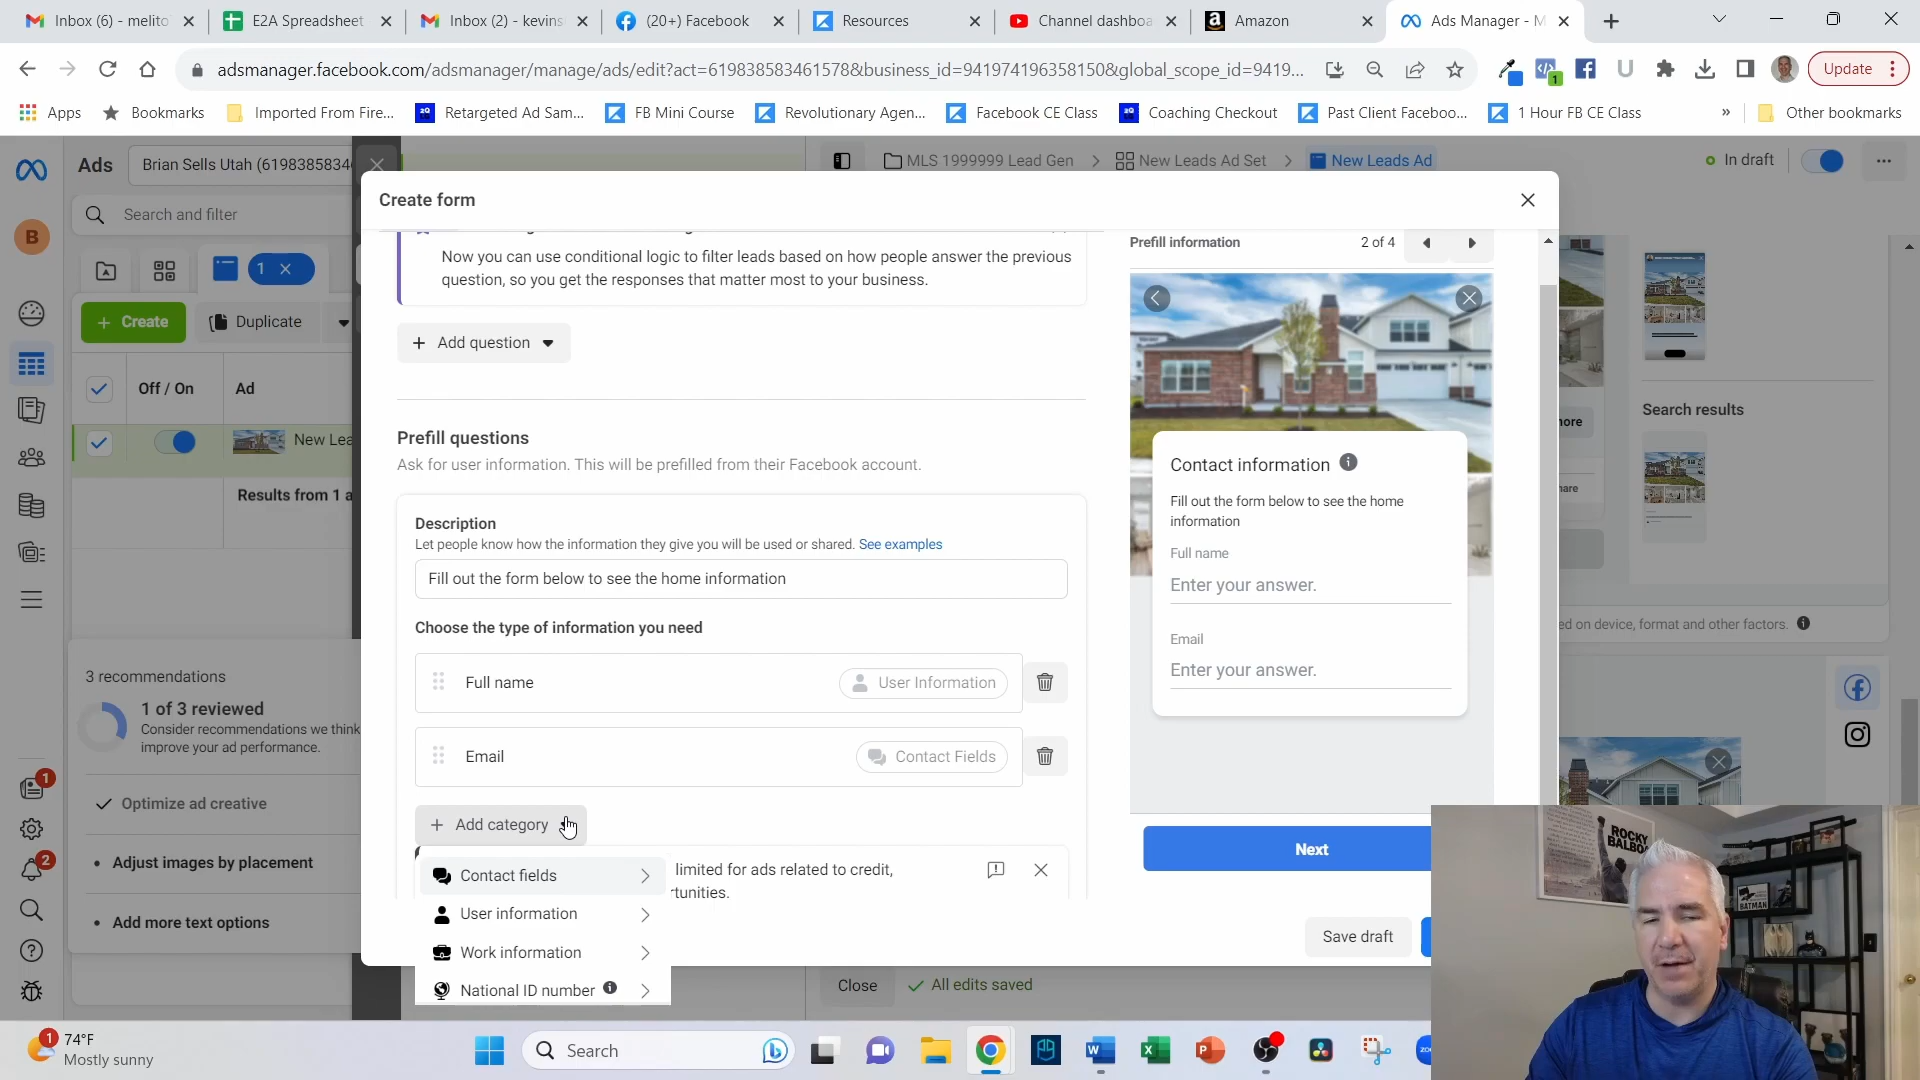 Inbox (6) - melito
E2A Spreadsheet
Inbox (2) - kevins
(20+) Facebook
Resources
Channel dashboa
Amazon
Ads Manager - M
adsmanager.facebook.com/adsmanager/manage/ads/edit?act=619838583461578&business_id=941974196358150&global_scope_id=9419...
1
Update
Apps
Bookmarks
Imported From Fire...
Retargeted Ad Sam...
FB Mini Course
Revolutionary Agen...
Facebook CE Class
Coaching Checkout
Past Client Faceboo...
1 Hour FB CE Class
»
Other bookmarks
Ads
Brian Sells Utah (6198385834
MLS 1999999 Lead Gen
New Leads Ad Set
New Leads Ad
In draft
Search and filter
B
1
Create
Duplicate
Off / On
Ad
New Lea
Results from 1 a
3 recommendations
1 of 3 reviewed
Consider recommendations we think
improve your ad performance.
Optimize ad creative
Adjust images by placement
Add more text options
1
2
Create form
Now you can use conditional logic to filter leads based on how people answer the previous
question, so you get the responses that matter most to your business.
Add question
Prefill questions
Ask for user information. This will be prefilled from their Facebook account.
Description
Let people know how the information they give you will be used or shared. See examples
Fill out the form below to see the home information
Choose the type of information you need
Full name
User Information
Email
Contact Fields
Add category
limited for ads related to credit,
rtunities.
Contact fields
User information
Work information
National ID number
Prefill information
2 of 4
Contact information
Fill out the form below to see the home
information
Full name
Enter your answer.
Email
Enter your answer.
Next
Save draft
Close
All edits saved
ore
Search results
hare
ed on device, format and other factors.
ROCKY
BALBO
BATMAN
1
74°F
Mostly sunny
Search